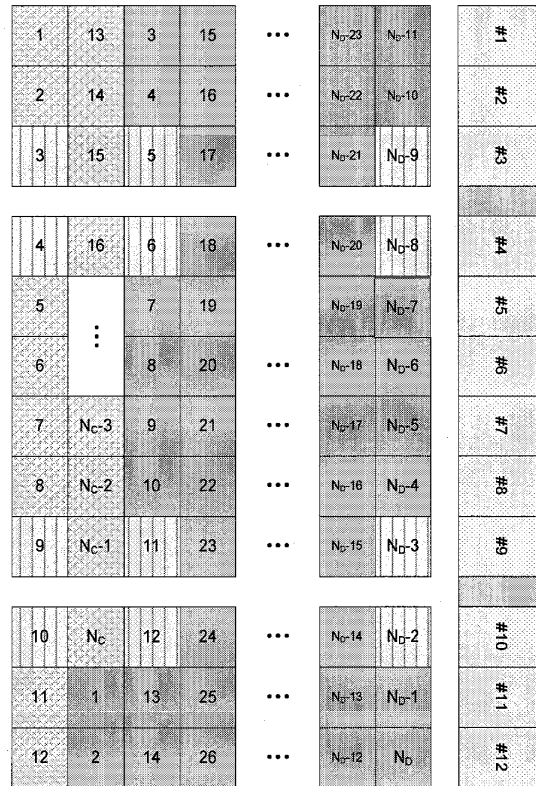 1 13 3 15 ••• N_D-23 N_D-11 #1
2 14 4 16 ••• N_D-22 N_D-10 #2
3 15 5 17 ••• N_D-21 N_D-9 #3
4 16 6 18 ••• N_D-20 N_D-8 #4
5 ⋮ 7 19 N_D-19 N_D-7 #5
6 8 20 ••• N_D-18 N_D-6 #6
7 N_C-3 9 21 ••• N_D-17 N_D-5 #7
8 N_C-2 10 22 ••• N_D-16 N_D-4 #8
9 N_C-1 11 23 ••• N_D-15 N_D-3 #9
10 N_C 12 24 ••• N_D-14 N_D-2 #10
11 1 13 25 ••• N_D-13 N_D-1 #11
12 2 14 26 ••• N_D-12 N_D #12